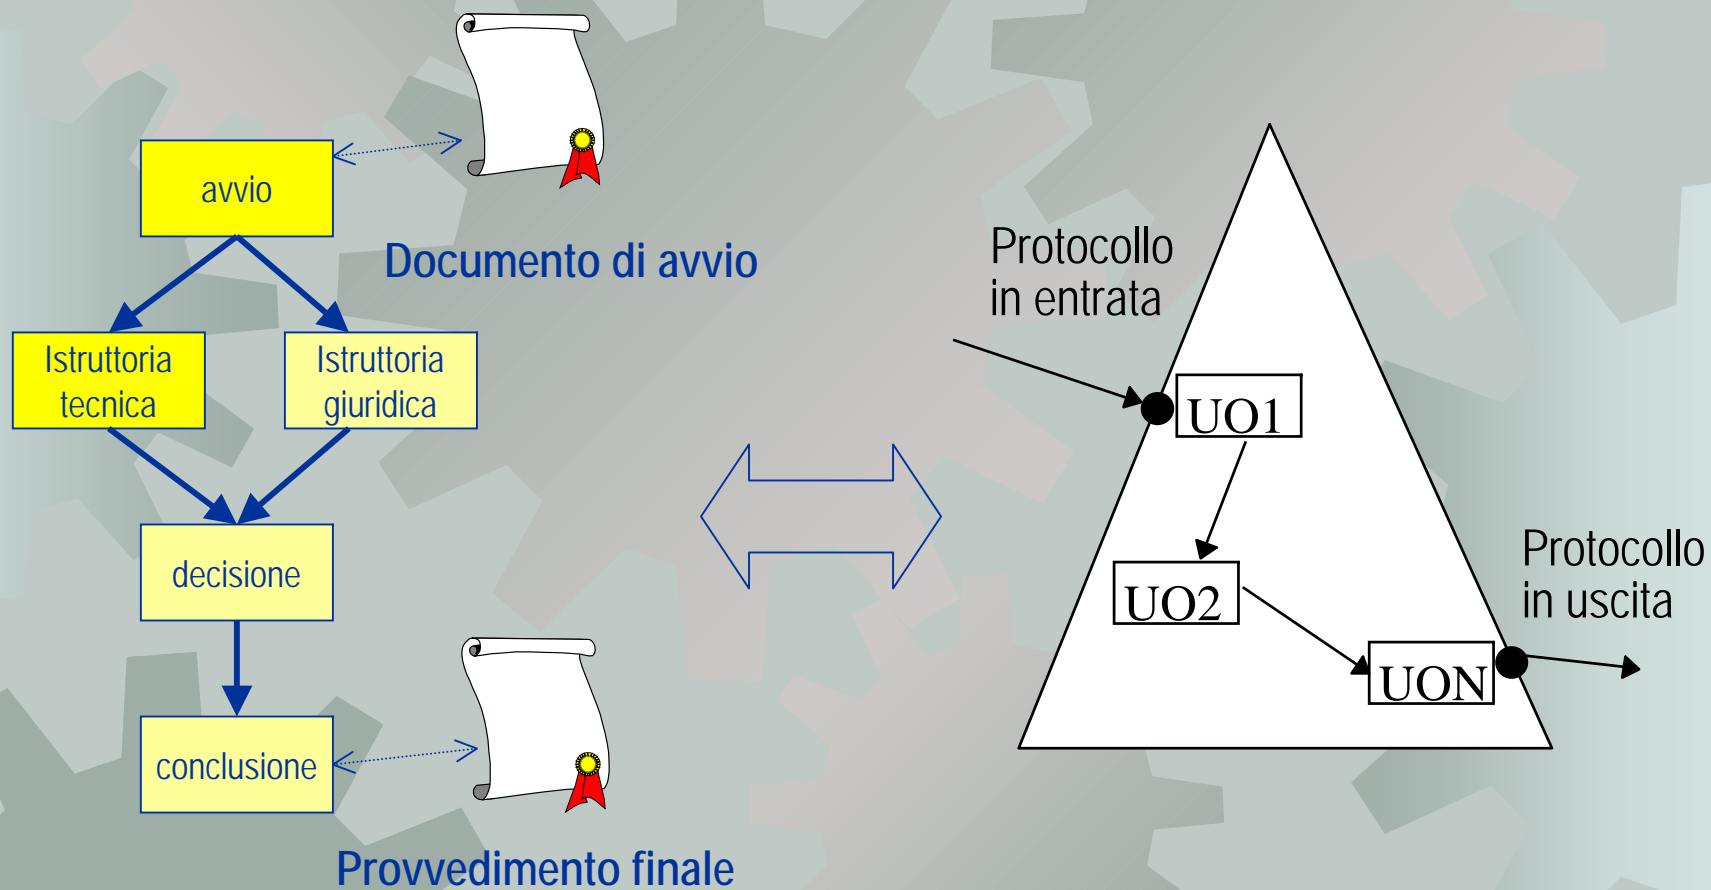 avvio
Documento di avvio
Istruttoria
tecnica
Istruttoria
giuridica
decisione
conclusione
Provvedimento finale
Protocollo
in entrata
UO1
UO2
UON
Protocollo
in uscita